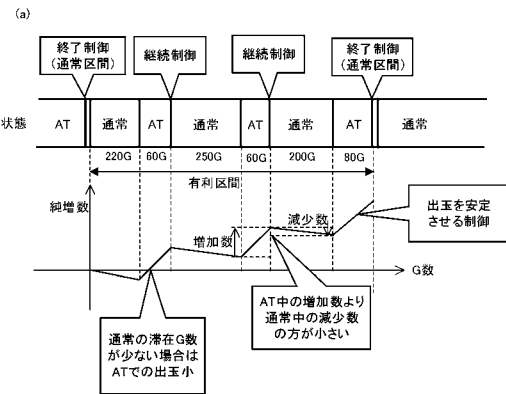 (a)
終了制御
(通常区間)
継続制御
継続制御
終了制御
(通常区間)
状態
AT
通常
AT
通常
AT
通常
AT
通常
220G
60G
250G
60G
200G
80G
有利区間
純増数
増加数
減少数
出玉を安定
させる制御
G数
通常の滞在G数
が少ない場合は
ATでの出玉小
AT中の増加数より
通常中の減少数
の方が小さい